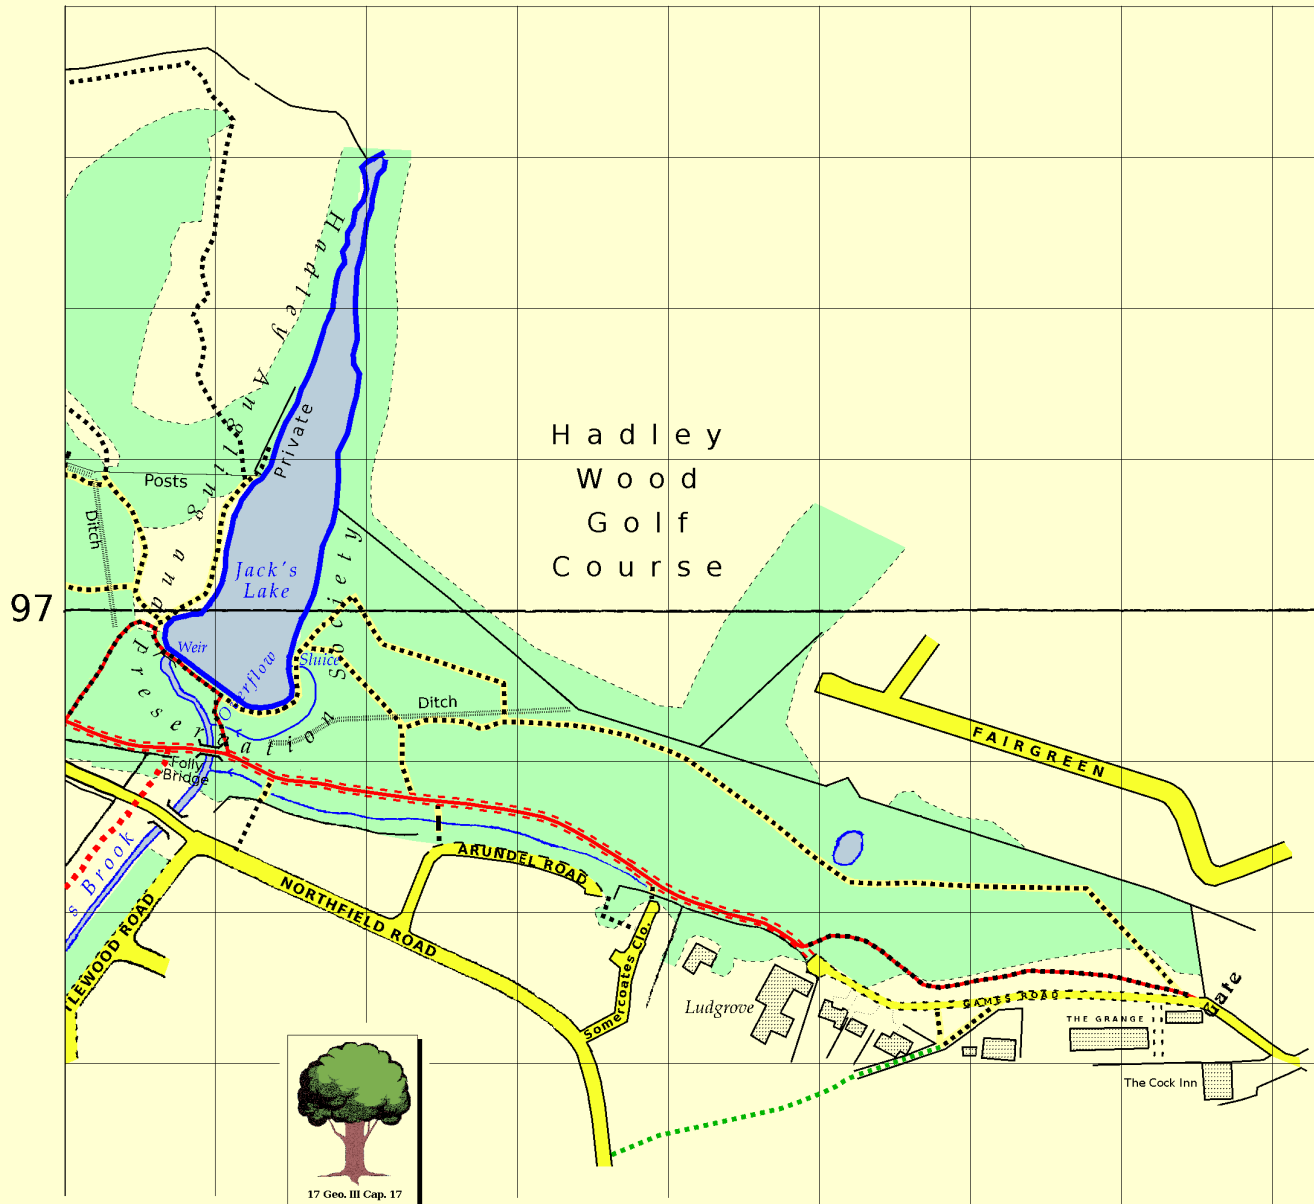 Hadley Angling and
Preservation Society
Private
Hadley
Wood
Golf
Course
Posts
Ditch
Jack's
Lake
97
Weir
Overflow
Sluice
Ditch
Folly
Bridge
FAIRGREEN
s Brook
ARUNDEL ROAD
NORTHFIELD ROAD
TLEWOOD ROAD
Somercoates Clo.
Ludgrove
GAMES ROAD
Gate
THE GRANGE
The Cock Inn
17 Geo. III Cap. 17